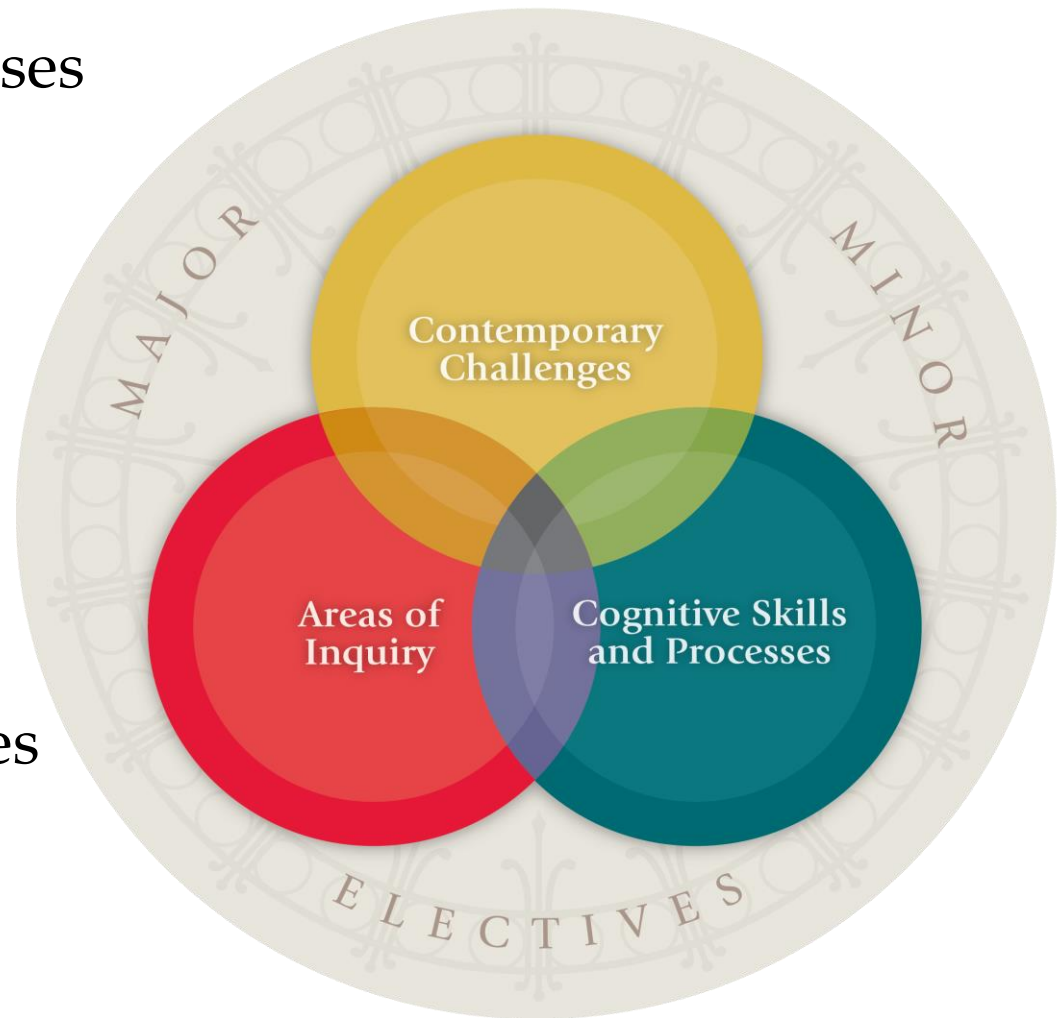 ses
MAJOR
MINOR
Contemporary
Challenges
Areas of
Inquiry
Cognitive Skills
and Processes
es
ELECTIVES